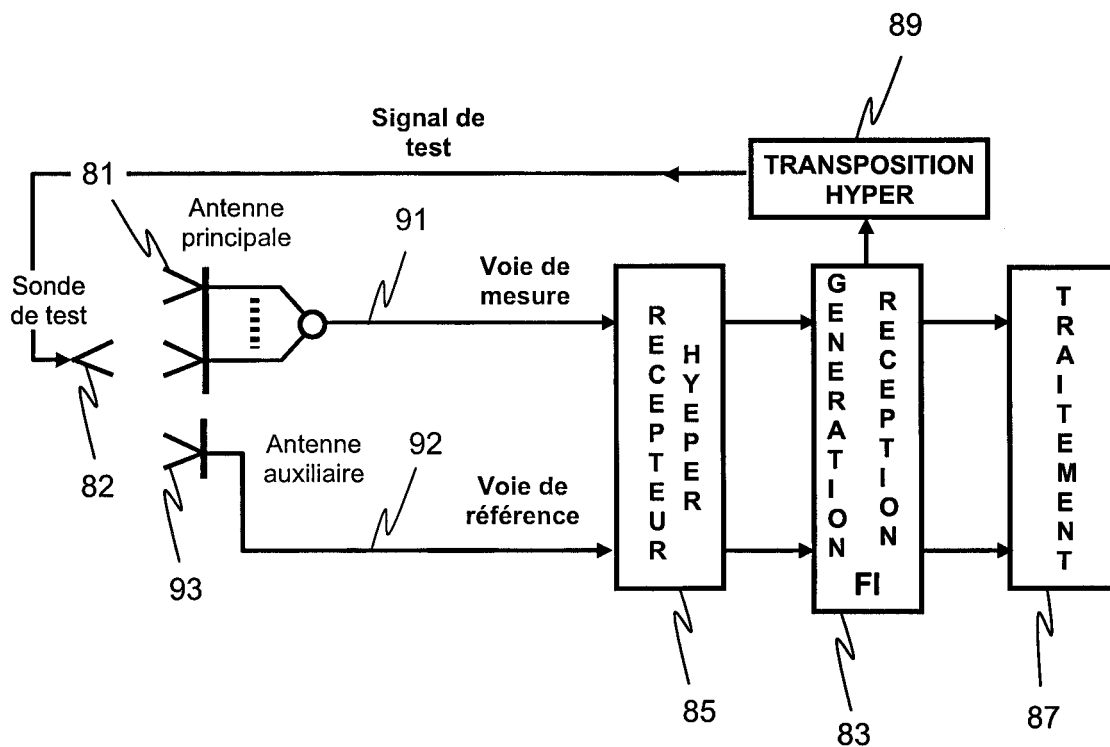 89
Signal de
test
TRANSPOSITION
HYPER
81
Antenne
principale
91
Sonde
de test
Voie de
mesure
RECEPTEUR
HYEPER
GENERATION
RECEPTION
FI
TRAITEMENT
82
Antenne
auxiliaire
92
Voie de
référence
93
85
83
87